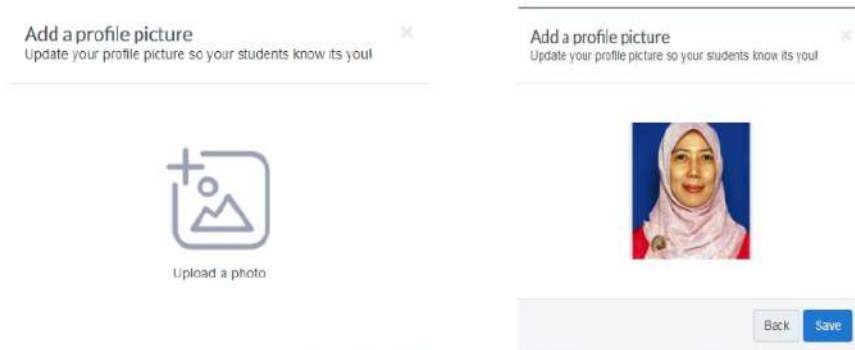 Add a profile picture
Update your profile picture so your students know its you!
Upload a photo
Add a profile picture
Update your profile picture so your students know its you!
Back
Save